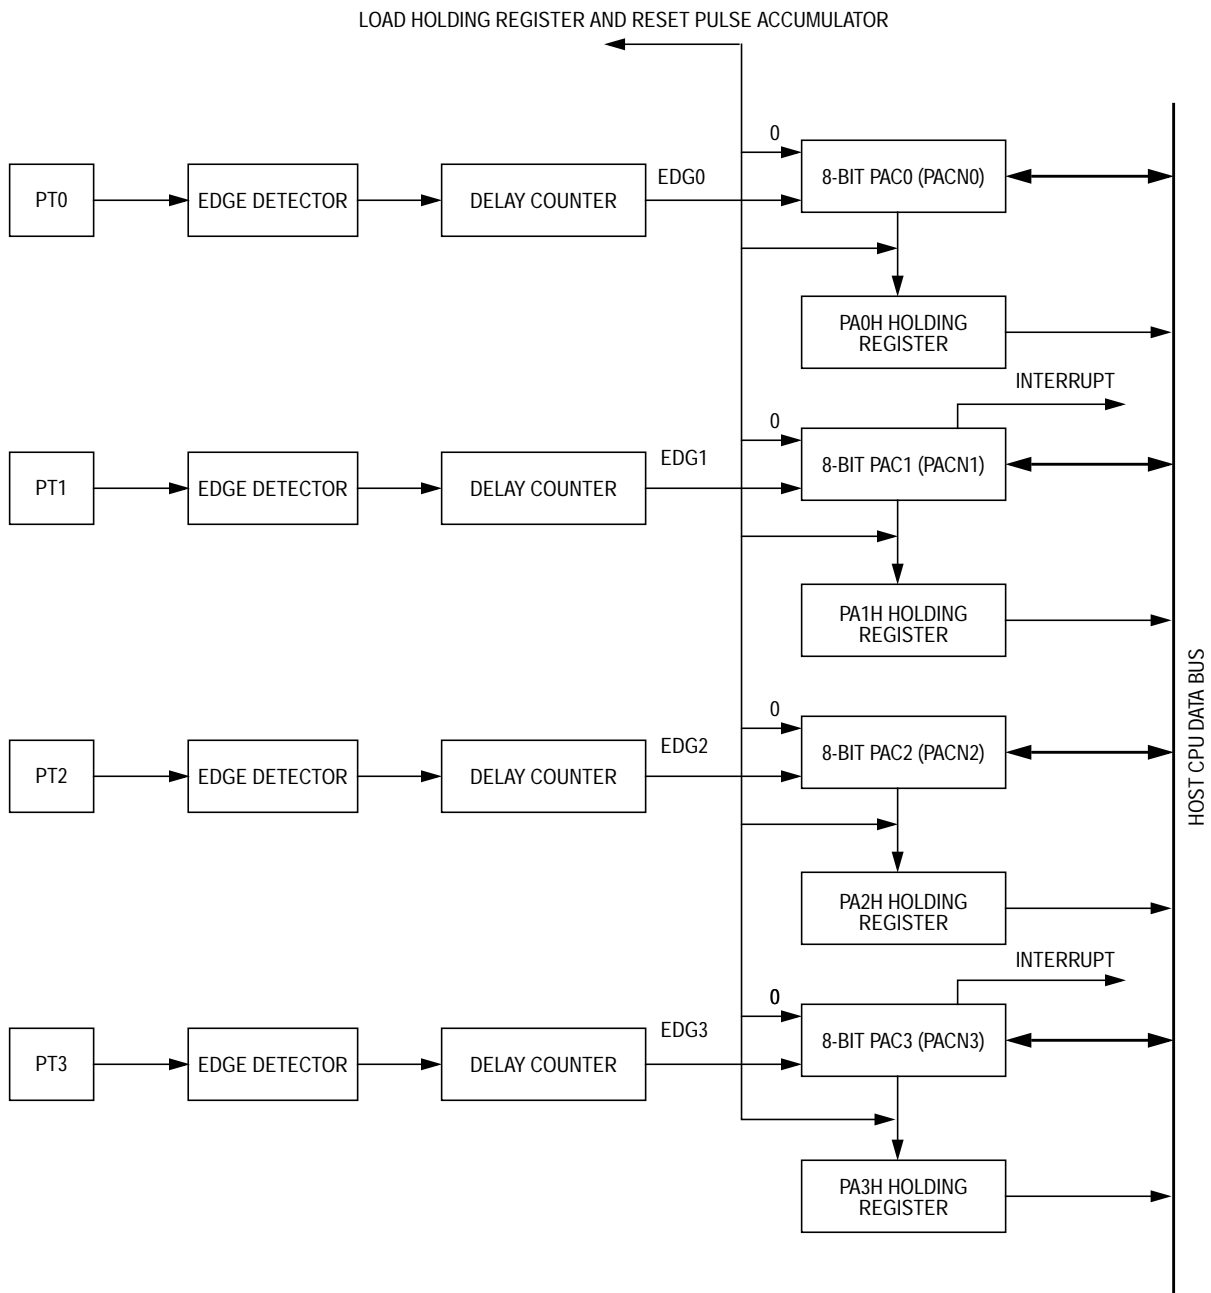 LOAD HOLDING REGISTER AND RESET PULSE ACCUMULATOR
0
PT0
EDGE DETECTOR
DELAY COUNTER
EDG0
8-BIT PAC0 (PACN0)
PA0H HOLDING
REGISTER
INTERRUPT
0
PT1
EDGE DETECTOR
DELAY COUNTER
EDG1
8-BIT PAC1 (PACN1)
PA1H HOLDING
REGISTER
0
PT2
EDGE DETECTOR
DELAY COUNTER
EDG2
8-BIT PAC2 (PACN2)
PA2H HOLDING
REGISTER
INTERRUPT
0
PT3
EDGE DETECTOR
DELAY COUNTER
EDG3
8-BIT PAC3 (PACN3)
PA3H HOLDING
REGISTER
HOST CPU DATA BUS